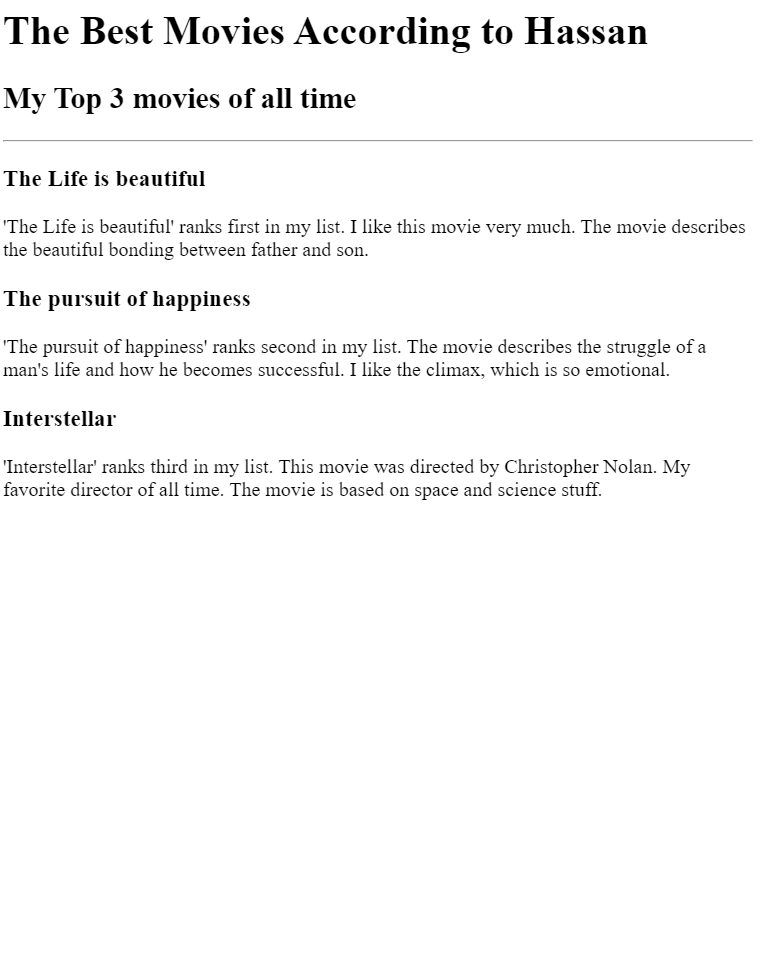 The Best Movies According to Hassan
My Top 3 movies of all time
The Life is beautiful
'The Life is beautiful' ranks first in my list. I like this movie very much. The movie describes
the beautiful bonding between father and son.
The pursuit of happiness
'The pursuit of happiness' ranks second in my list. The movie describes the struggle of a
man's life and how he becomes successful. I like the climax, which is so emotional.
Interstellar
'Interstellar' ranks third in my list. This movie was directed by Christopher Nolan. My
favorite director of all time. The movie is based on space and science stuff.